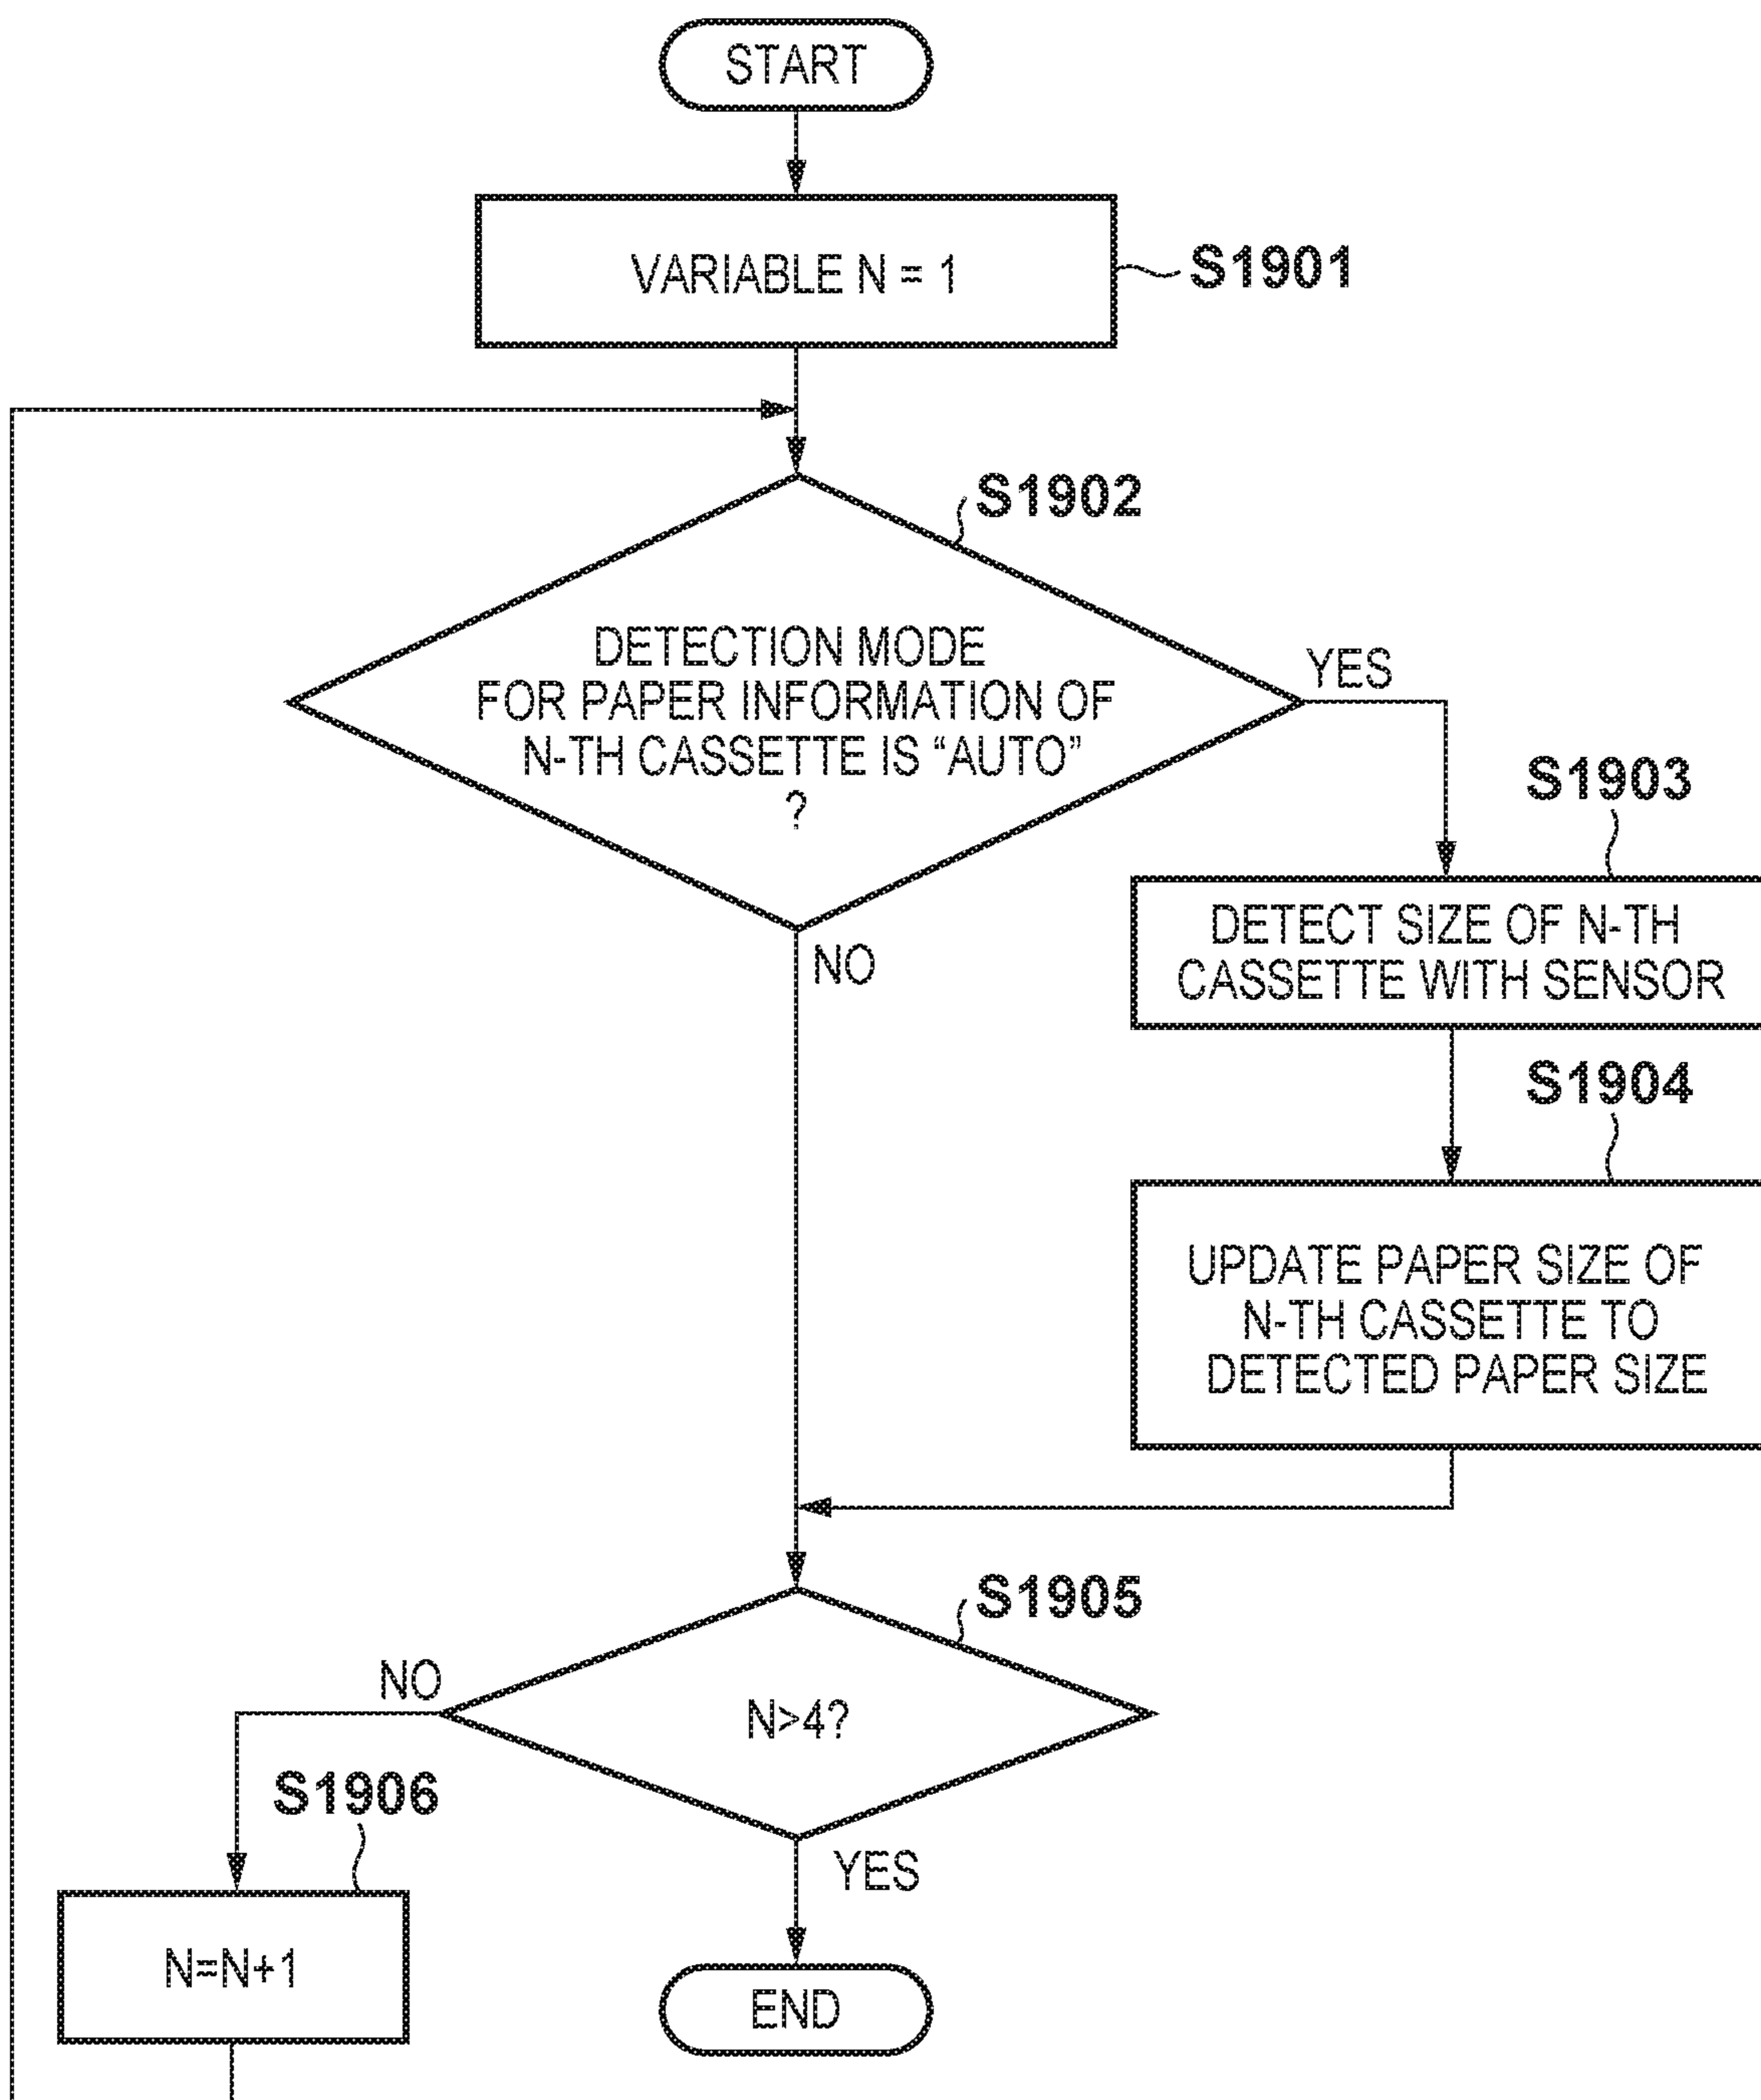 START
VARIABLE N = 1
S1901
S1902
DETECTION MODE
FOR PAPER INFORMATION OF
N-TH CASSETTE IS “AUTO”
?
YES
NO
S1903
DETECT SIZE OF N-TH
CASSETTE WITH SENSOR
S1904
UPDATE PAPER SIZE OF
N-TH CASSETTE TO
DETECTED PAPER SIZE
S1905
N>4?
NO
YES
S1906
N=N+1
END